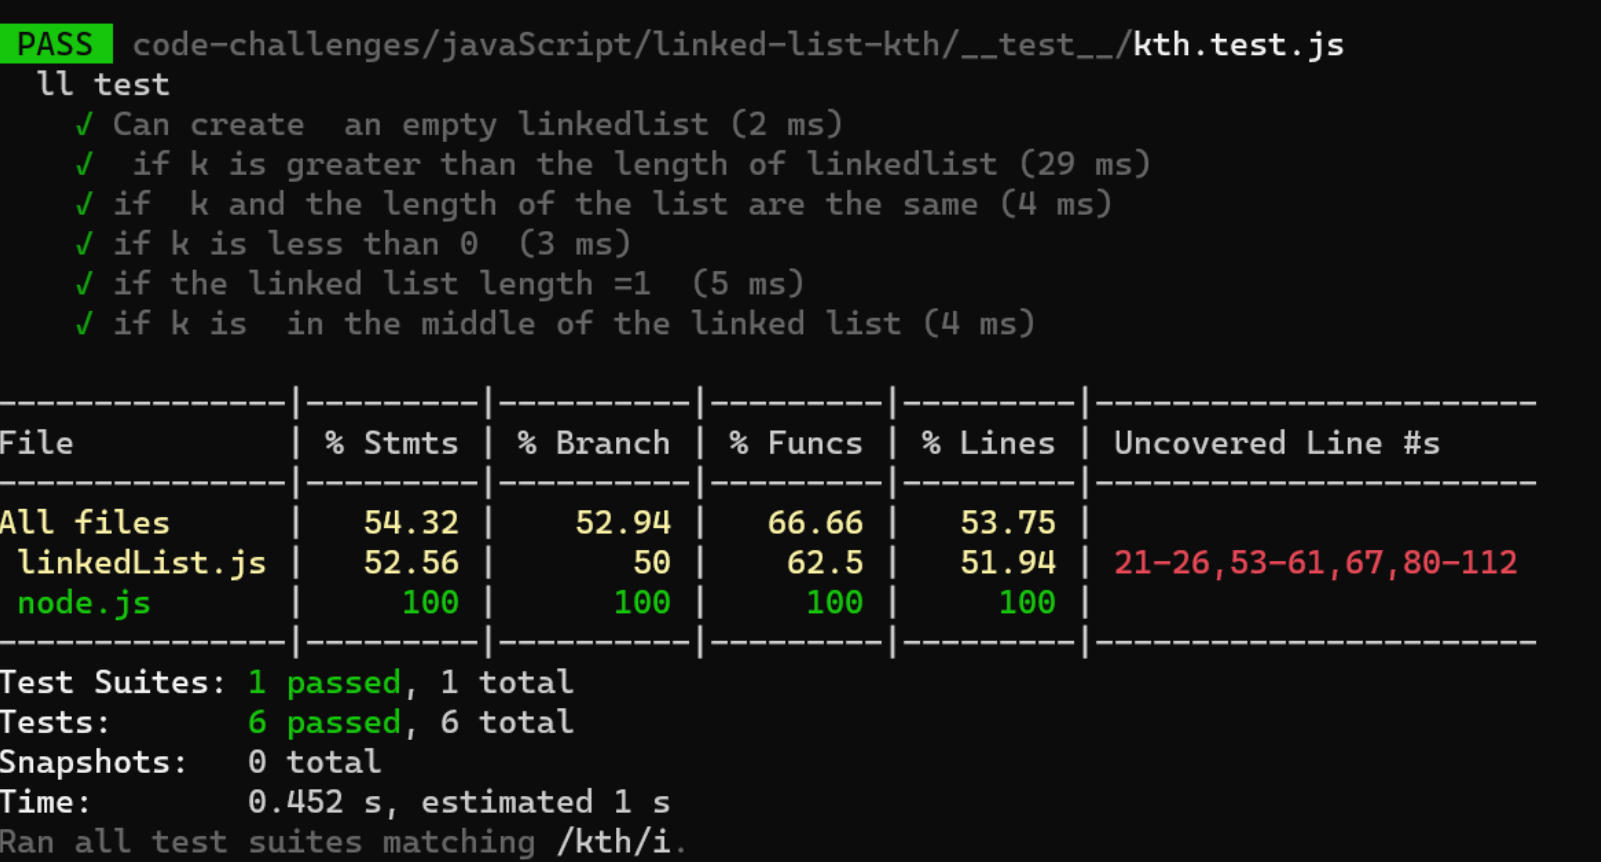 PASS code-challenges/javaScript/linked-list-kth/__test__/kth.test.js
ll test
√ Can create  an empty linkedlist (2 ms)
√  if k is greater than the length of linkedlist (29 ms)
√ if  k and the length of the list are the same (4 ms)
√ if k is less than 0  (3 ms)
√ if the linked list length =1  (5 ms)
√ if k is  in the middle of the linked list (4 ms)
---------------|---------|----------|---------|---------|-----------------------
File           | % Stmts | % Branch | % Funcs | % Lines | Uncovered Line #s
---------------|---------|----------|---------|---------|-----------------------
All files      |   54.32 |    52.94 |   66.66 |   53.75 |
 linkedList.js |   52.56 |       50 |    62.5 |   51.94 | 21-26,53-61,67,80-112
 node.js       |     100 |      100 |     100 |     100 |
---------------|---------|----------|---------|---------|-----------------------
Test Suites: 1 passed, 1 total
Tests:       6 passed, 6 total
Snapshots:   0 total
Time:        0.452 s, estimated 1 s
Ran all test suites matching /kth/i.